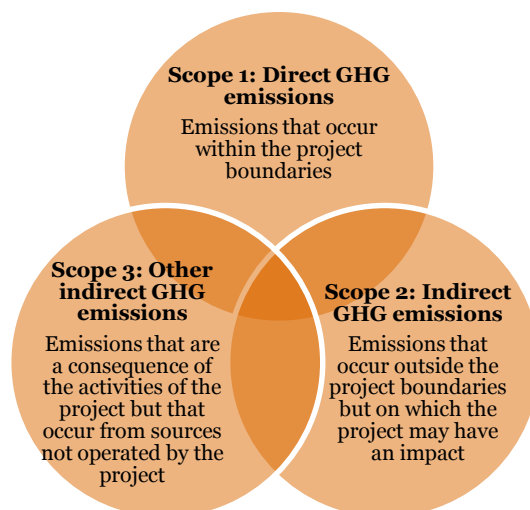 Scope 1: Direct GHG
emissions
Emissions that occur
within the project
boundaries
Scope 3: Other
indirect GHG
emissions
Emissions that are
a consequence of
the activities of the
project but that
occur from sources
not operated by the
project
Scope 2: Indirect
GHG emissions
Emissions that
occur outside the
project boundaries
but on which the
project may have
an impact